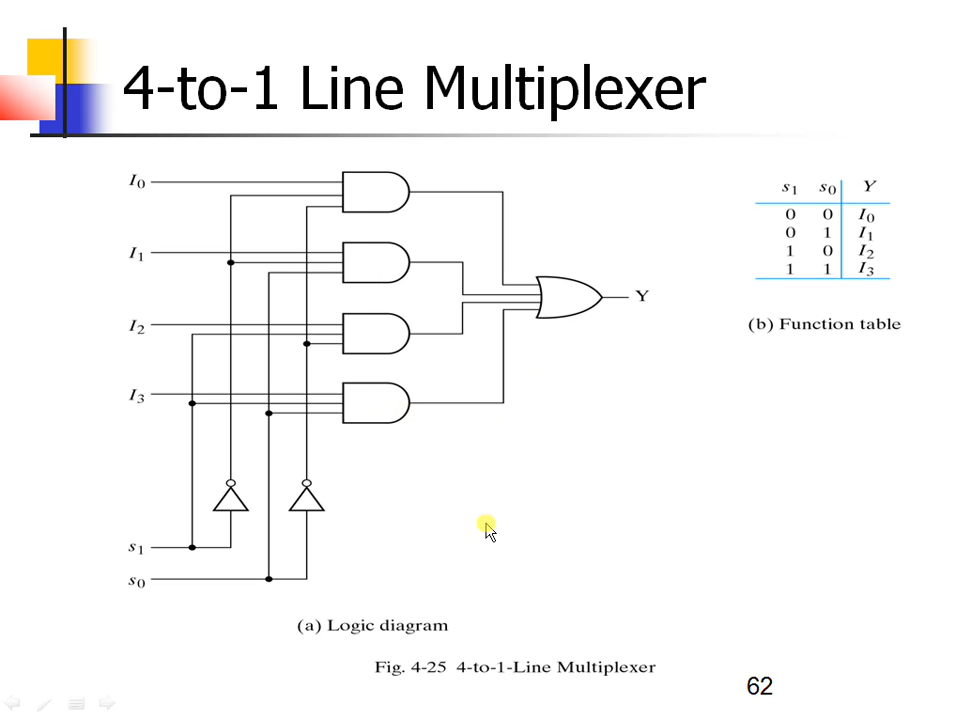 4-to-1 Line Multiplexer
I0
I1
I2
I3
s1
s0
Y
s1 s0 Y
0 0 I0
0 1 I1
1 0 I2
1 1 I3
(b) Function table
(a) Logic diagram
Fig. 4-25 4-to-1-Line Multiplexer
62